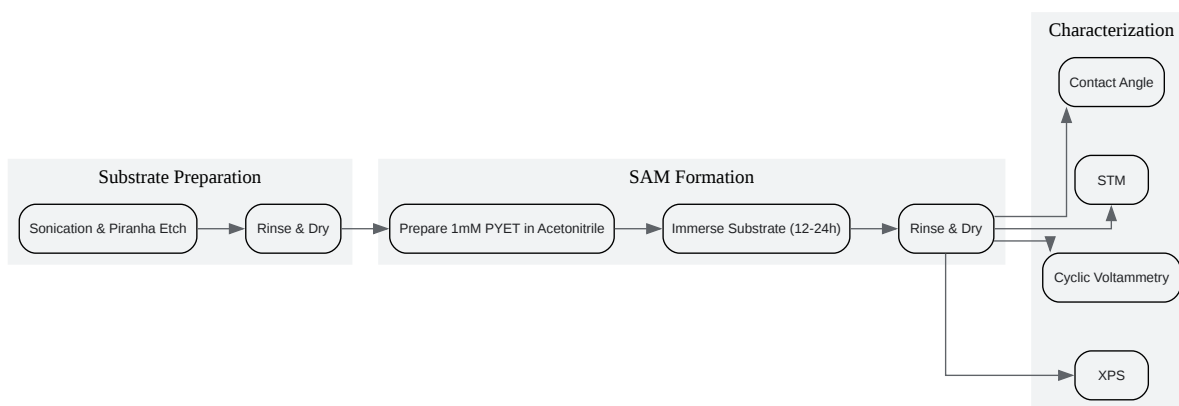 Substrate Preparation
Sonication & Piranha Etch
Rinse & Dry
SAM Formation
Prepare 1mM PYET in Acetonitrile
Immerse Substrate (12-24h)
Rinse & Dry
Characterization
Contact Angle
STM
Cyclic Voltammetry
XPS